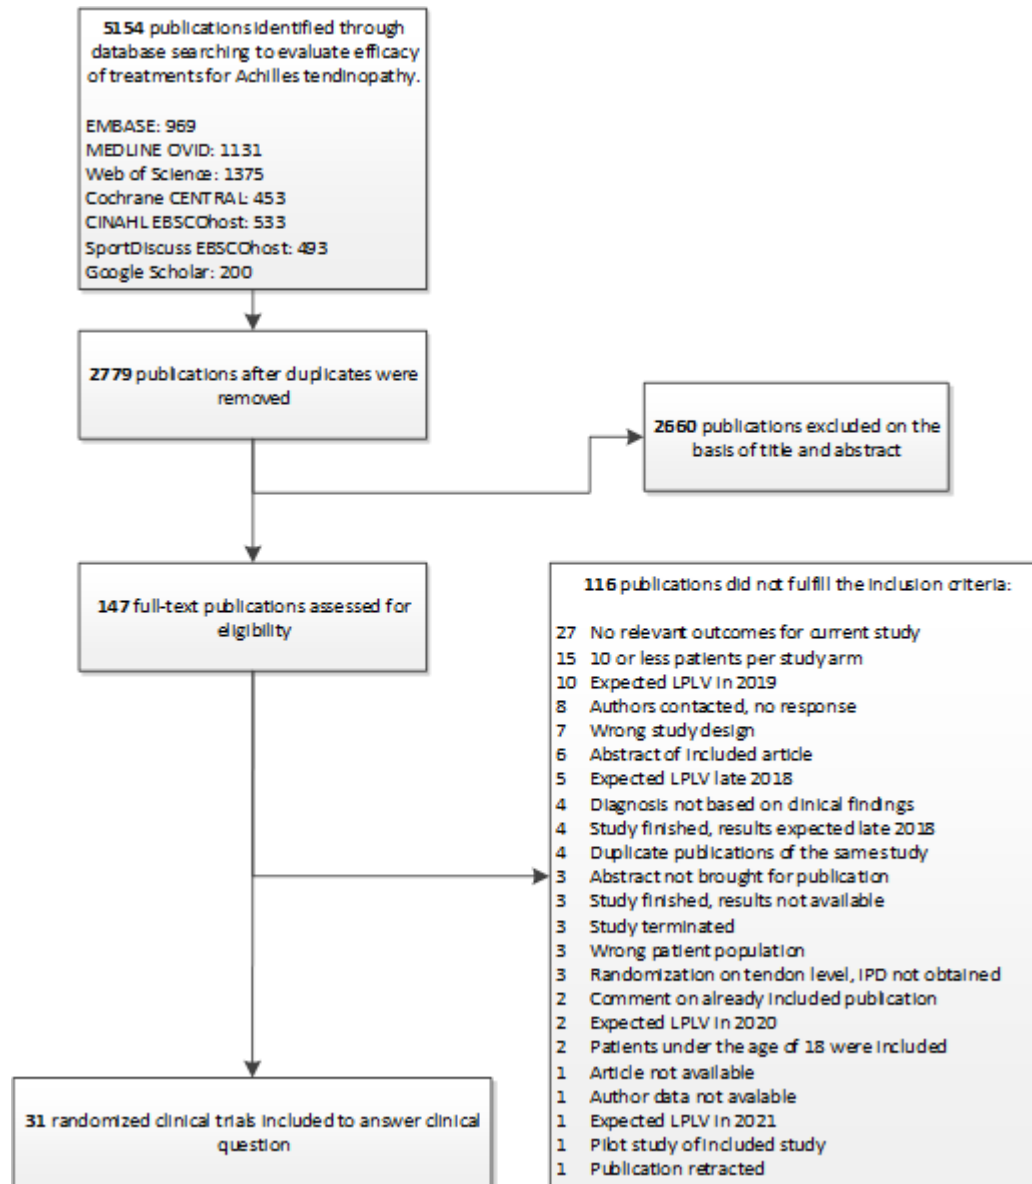 5154 publications identified through
database searching to evaluate efficacy
of treatments for Achilles tendinopathy.
EMBASE: 969
MEDLINE OVID: 1131
Web of Science: 1375
Cochrane CENTRAL: 453
CINAHL EBSCOhost: 533
SportDiscuss EBSCOhost: 493
Google Scholar: 200
2779 publications after duplicates were
removed
2660 publications excluded on the
basis of title and abstract
147 full-text publications assessed for
eligibility
116 publications did not fulfill the inclusion criteria:
27 No relevant outcomes for current study
15 10 or less patients per study arm
10 Expected LPLV in 2019
8 Authors contacted, no response
7 Wrong study design
6 Abstract of included article
5 Expected LPLV late 2018
4 Diagnosis not based on clinical findings
4 Study finished, results expected late 2018
4 Duplicate publications of the same study
3 Abstract not brought for publication
3 Study finished, results not available
3 Study terminated
3 Wrong patient population
3 Randomization on tendon level, IPD not obtained
2 Comment on already included publication
2 Expected LPLV in 2020
2 Patients under the age of 18 were included
1 Article not available
1 Author data not avalable
1 Expected LPLV in 2021
1 Pilot study of included study
1 Publication retracted
31 randomized clinical trials included to answer clinical
question